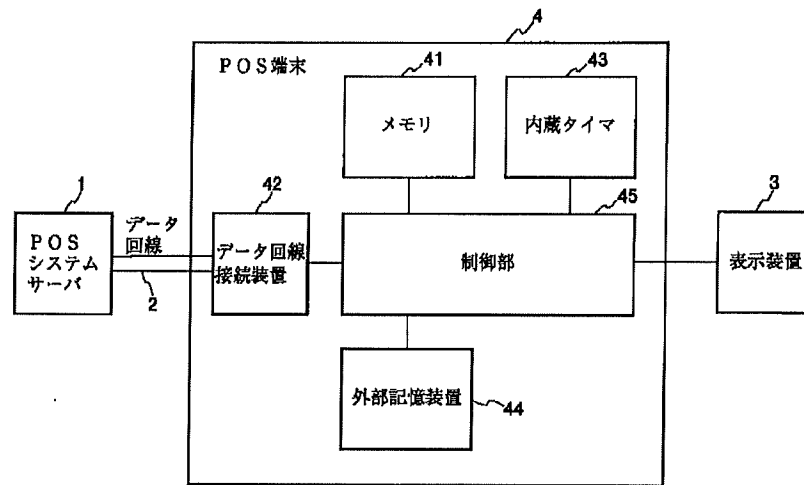 4
POS端末
41
43
メモリ
内蔵タイマ
1
42
45
3
データ
回線
POS
システム
サーバ
データ回線
接続装置
制御部
表示装置
2
外部記憶装置
44